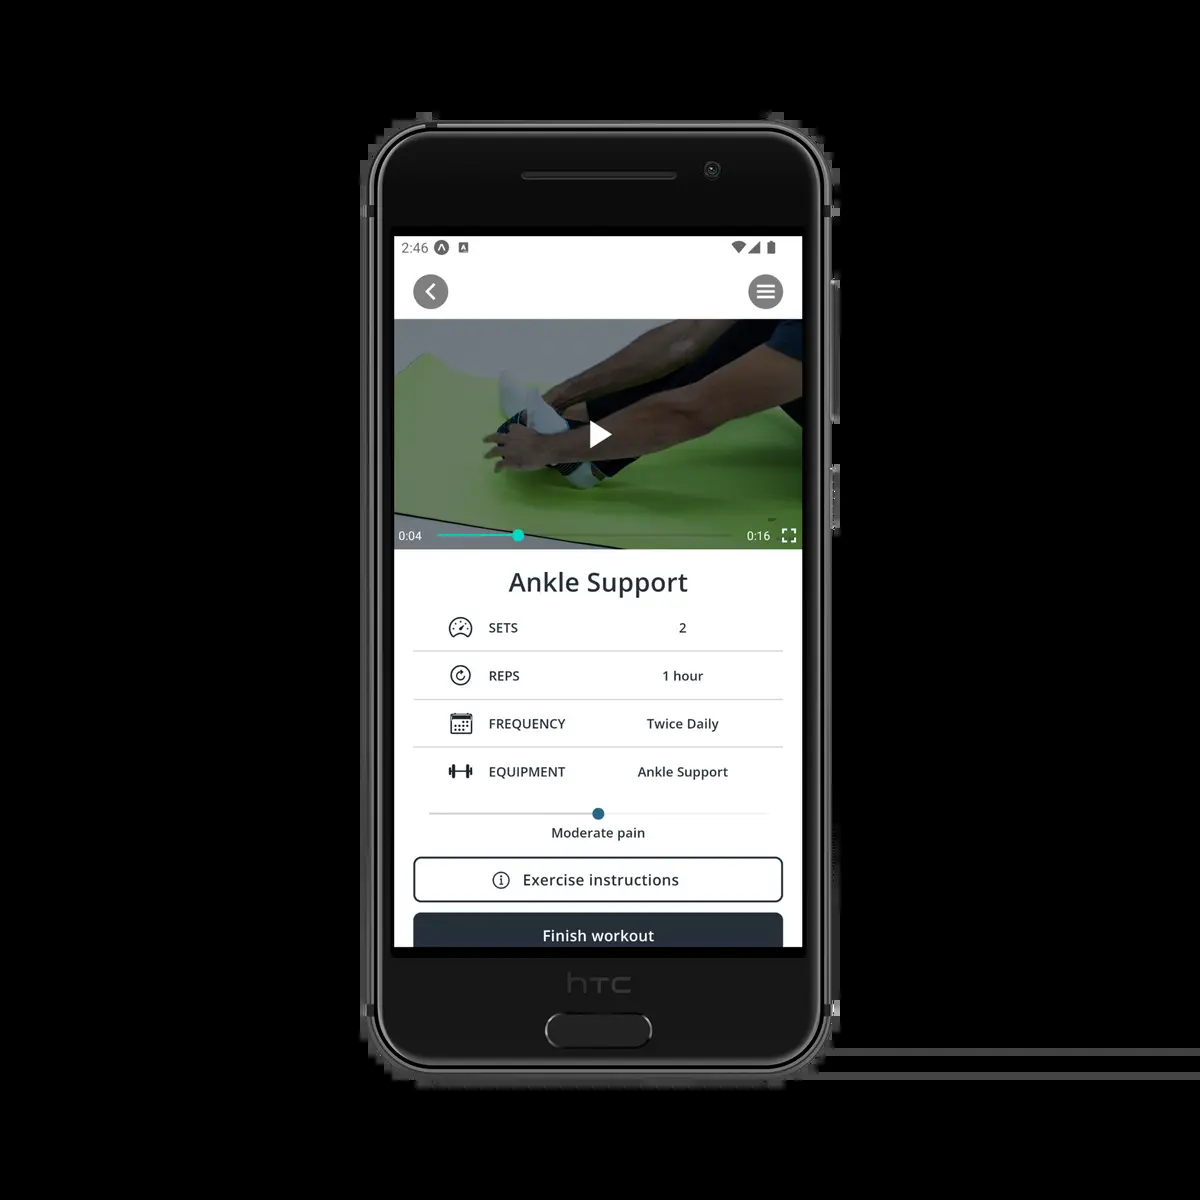 2:46
0:04 0:16
Ankle Support
SETS 2
REPS 1 hour
FREQUENCY Twice Daily
EQUIPMENT Ankle Support
Moderate pain
Exercise instructions
Finish workout
hTC